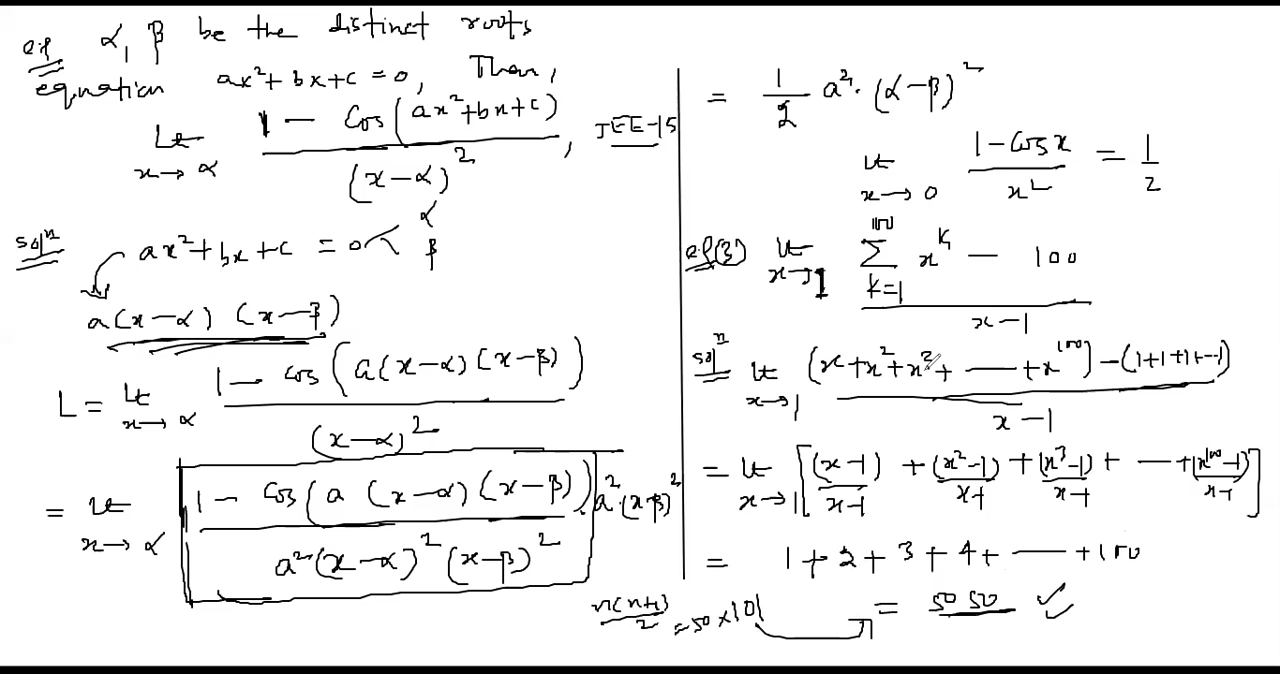 eg α, β be the distinct roots
equation ax² + bx + c = 0, Then,
Lt x→α (1 − Cos(ax²+bx+c)) / (x−α)², JEE-15
solⁿ ax² + bx + c = 0 < α β
a(x−α) (x−β)
L = Lt x→α (1 − cos(a(x−α)(x−β))) / (x−α)²
= Lt x→α (1 − Cos(a (x−α)(x−β))) / (a²(x−α)²(x−β)²) . a².(x−β)²
= 1/2 a². (α−β)²
Lt x→0 (1−Cos x) / x² = 1/2
eg(3) Lt x→1 (∑ k=1 100 x^k − 100) / (x−1)
solⁿ Lt x→1 ((x+x²+x³+ — +x¹⁰⁰) − (1+1+1+--1)) / (x−1)
= Lt x→1 [(x−1)/(x−1) + (x²−1)/(x−1) + (x³−1)/(x−1) + — + (x¹⁰⁰−1)/(x−1)]
= 1 + 2 + 3 + 4 + — + 100
n(n+1)/2 = 50×101 = 5050 ✓